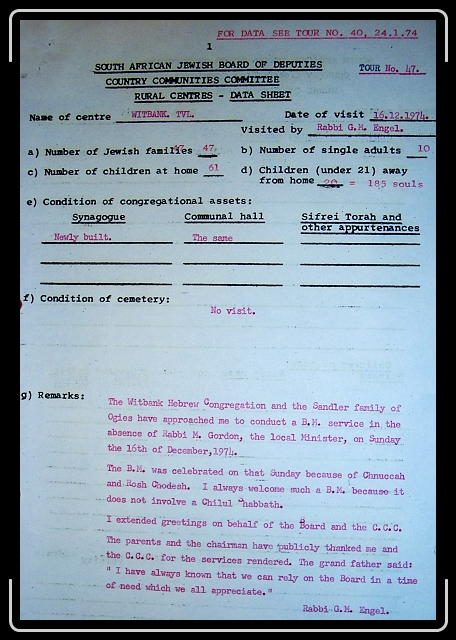 FOR DATA SEE TOUR NO. 40, 24.1.74
1
SOUTH AFRICAN JEWISH BOARD OF DEPUTIES
TOUR No. 47.
COUNTRY COMMUNITIES COMMITTEE
RURAL CENTRES - DATA SHEET
Name of centre WITBANK. TVL. Date of visit 16.12.1974.
Visited by Rabbi G.M. Engel.
a) Number of Jewish families 47. b) Number of single adults 10
c) Number of children at home 61 d) Children (under 21) away
from home 20 = 185 souls
e) Condition of congregational assets:
Synagogue Communal hall Sifrei Torah and
other appurtenances
Newly built. The same
f) Condition of cemetery:
No visit.
g) Remarks:
The Witbank Hebrew Congregation and the Sandler family of
Ogies have approached me to conduct a B.M. service in the
absence of Rabbi M. Gordon, the local Minister, on Sunday
the 16th of December,1974.
The B.M. was celebrated on that Sunday because of Chnuccah
and Rosh Chodesh. I always welcome such a B.M. because it
does not involve a Chilul Shabbath.
I extended greetings on behalf of the Board and the C.C.C.
The parents and the chairman have publicly thanked me and
the C.C.C. for the services rendered. The grand father said:
" I have always known that we can rely on the Board in a time
of need which we all appreciate."
Rabbi G.M. Engel.